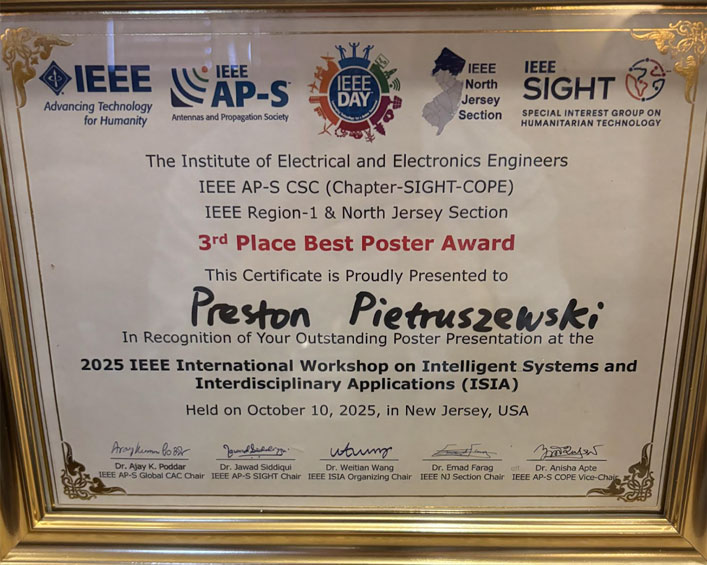 IEEE
Advancing Technology
for Humanity
IEEE
AP-S
Antennas and Propagation Society
IEEE
DAY
IEEE
North
Jersey
Section
IEEE
SIGHT
SPECIAL INTEREST GROUP ON
HUMANITARIAN TECHNOLOGY
The Institute of Electrical and Electronics Engineers
IEEE AP-S CSC (Chapter-SIGHT-COPE)
IEEE Region-1 & North Jersey Section
3rd Place Best Poster Award
This Certificate is Proudly Presented to
Preston Pietruszewski
In Recognition of Your Outstanding Poster Presentation at the
2025 IEEE International Workshop on Intelligent Systems and
Interdisciplinary Applications (ISIA)
Held on October 10, 2025, in New Jersey, USA
Dr. Ajay K. Poddar
IEEE AP-S Global CAC Chair
Dr. Jawad Siddiqui
IEEE AP-S SIGHT Chair
Dr. Weitian Wang
IEEE ISIA Organizing Chair
Dr. Emad Farag
IEEE NJ Section Chair
Dr. Anisha Apte
IEEE AP-S COPE Vice-Chair